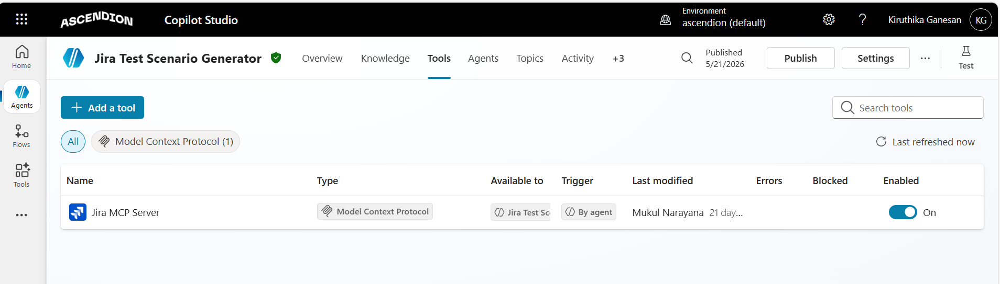 ASCENDION
Copilot Studio
Environment
ascendion (default)
Kiruthika Ganesan
KG
Home
Agents
Flows
Tools
Jira Test Scenario Generator
Overview
Knowledge
Tools
Agents
Topics
Activity
+3
Published
5/21/2026
Publish
Settings
Test
Add a tool
Search tools
All
Model Context Protocol (1)
Last refreshed now
Name Type Available to Trigger Last modified Errors Blocked Enabled
Jira MCP Server Model Context Protocol Jira Test Sc By agent Mukul Narayana 21 day... On